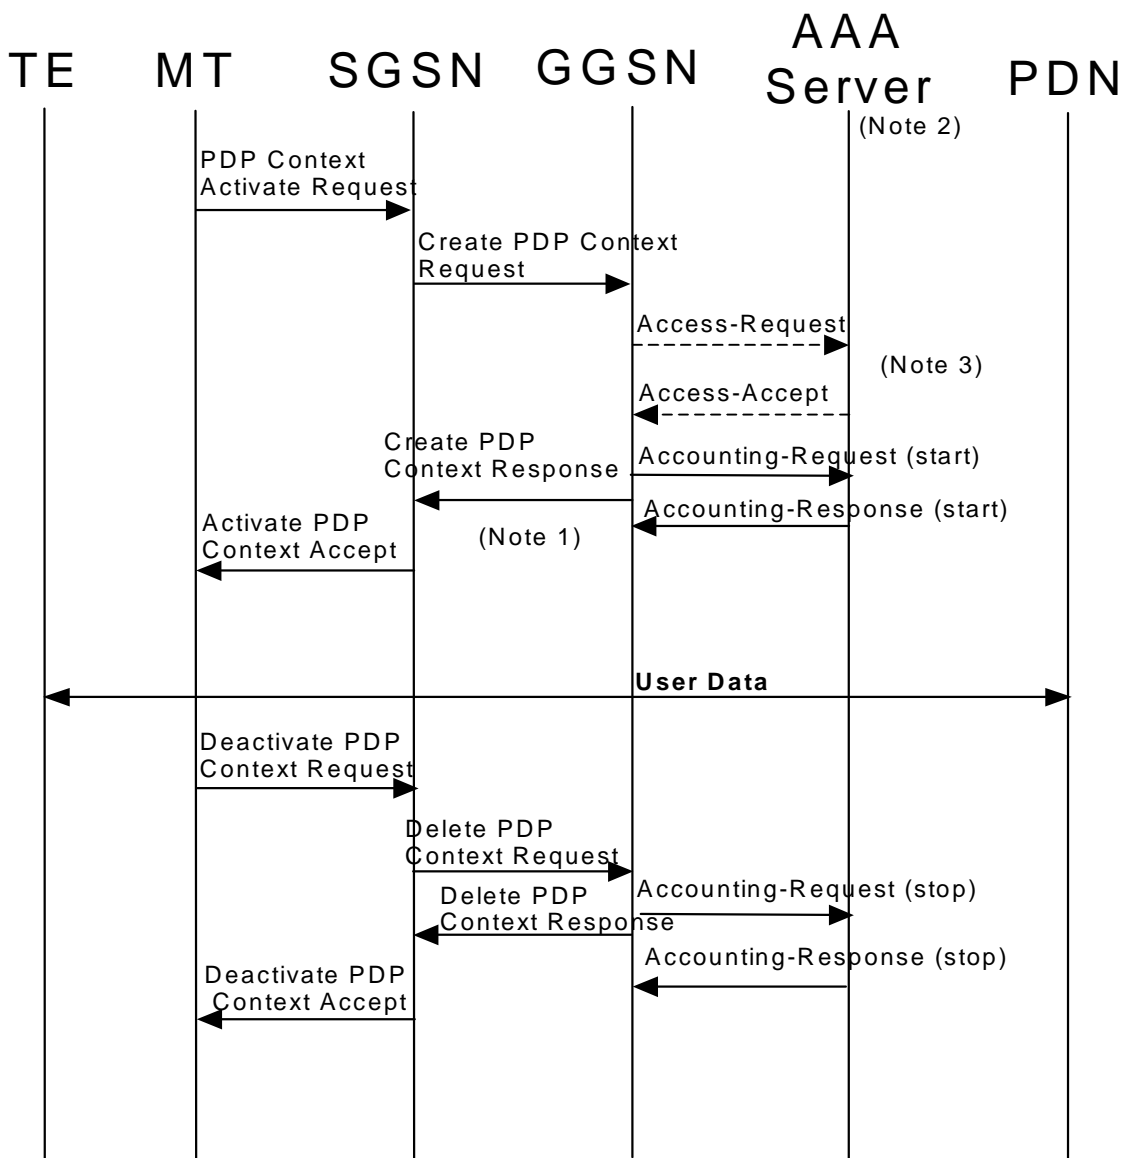 TE
MT
SGSN
GGSN
AAA
Server
PDN
(Note 2)
PDP Context
Activate Request
Create PDP Context
Request
Access-Request
(Note 3)
Access-Accept
Create PDP
Context Response
Accounting-Request (start)
Accounting-Response (start)
Activate PDP
Context Accept
(Note 1)
User Data
Deactivate PDP
Context Request
Delete PDP
Context Request
Accounting-Request (stop)
Delete PDP
Context Response
Accounting-Response (stop)
Deactivate PDP
Context Accept